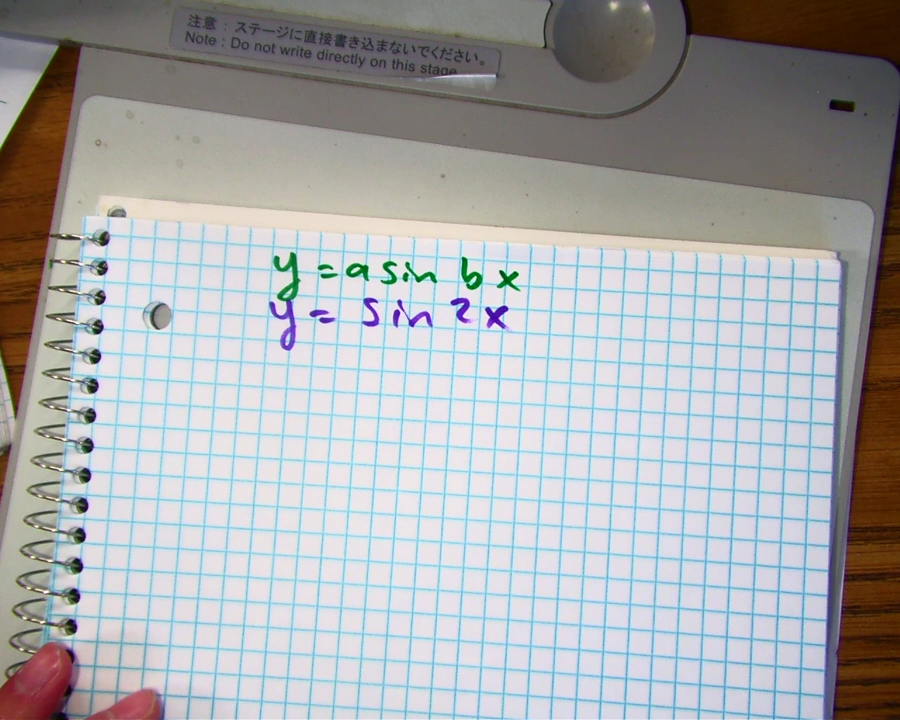 注意：ステージに直接書き込まないでください。
Note : Do not write directly on this stage
y = a sin b x
y = sin 2x